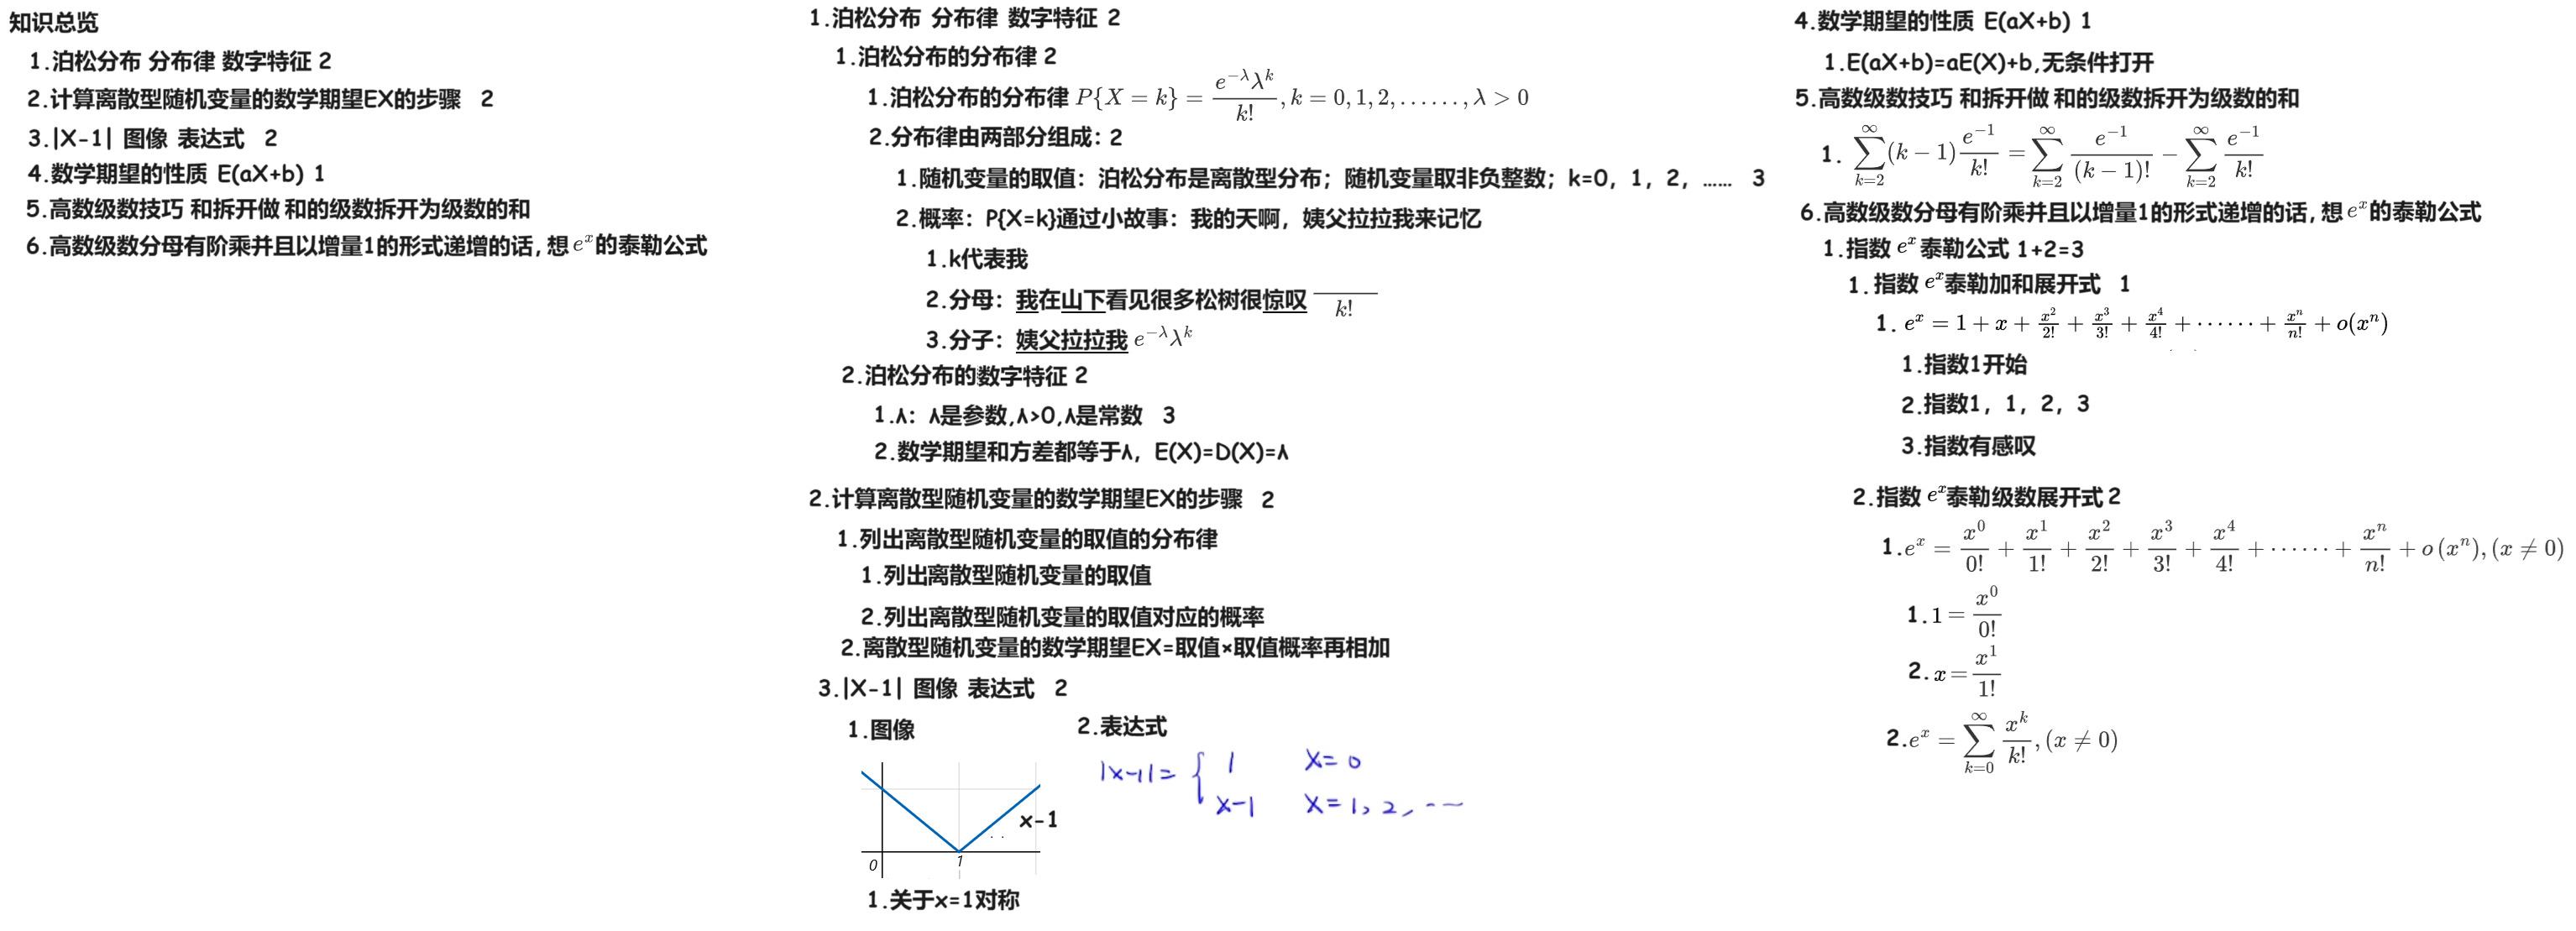 知识总览
1.泊松分布 分布律 数字特征 2
2.计算离散型随机变量的数学期望EX的步骤 2
3.|X-1| 图像 表达式 2
4.数学期望的性质 E(aX+b) 1
5.高数级数技巧 和拆开做 和的级数拆开为级数的和
6.高数级数分母有阶乘并且以增量1的形式递增的话,想 e^x 的泰勒公式
1.泊松分布 分布律 数字特征 2
1.泊松分布的分布律 2
1.泊松分布的分布律 P{X = k} = \frac{e^{-λ}λ^k}{k!}, k = 0, 1, 2, ……, λ > 0
2.分布律由两部分组成: 2
1.随机变量的取值：泊松分布是离散型分布；随机变量取非负整数；k=0，1，2，…… 3
2.概率：P{X=k}通过小故事：我的天啊，姨父拉拉我来记忆
1.k代表我
2.分母：我在山下看见很多松树很惊叹 \frac{}{k!}
3.分子：姨父拉拉我 e^{-λ}λ^k
2.泊松分布的数字特征 2
1.λ：λ是参数,λ>0,λ是常数 3
2.数学期望和方差都等于λ，E(X)=D(X)=λ
2.计算离散型随机变量的数学期望EX的步骤 2
1.列出离散型随机变量的取值的分布律
1.列出离散型随机变量的取值
2.列出离散型随机变量的取值对应的概率
2.离散型随机变量的数学期望EX=取值×取值概率再相加
3.|X-1| 图像 表达式 2
1.图像
x-1
0 1
1.关于x=1对称
2.表达式
|x-1|= { 1 X= 0
x-1 X= 1, 2, ……
4.数学期望的性质 E(aX+b) 1
1.E(aX+b)=aE(X)+b,无条件打开
5.高数级数技巧 和拆开做 和的级数拆开为级数的和
1. \sum_{k=2}^{∞}(k-1)\frac{e^{-1}}{k!} = \sum_{k=2}^{∞}\frac{e^{-1}}{(k-1)!} - \sum_{k=2}^{∞}\frac{e^{-1}}{k!}
6.高数级数分母有阶乘并且以增量1的形式递增的话,想 e^x 的泰勒公式
1.指数 e^x 泰勒公式 1+2=3
1.指数 e^x泰勒加和展开式 1
1. e^x = 1 + x + \frac{x^2}{2!} + \frac{x^3}{3!} + \frac{x^4}{4!} + ⋯⋯ + \frac{x^n}{n!} + o(x^n)
1.指数1开始
2.指数1，1，2，3
3.指数有感叹
2.指数 e^x泰勒级数展开式 2
1.e^x = \frac{x^0}{0!} + \frac{x^1}{1!} + \frac{x^2}{2!} + \frac{x^3}{3!} + \frac{x^4}{4!} + ⋯⋯ + \frac{x^n}{n!} + o(x^n), (x ≠ 0)
1.1 = \frac{x^0}{0!}
2.x = \frac{x^1}{1!}
2.e^x = \sum_{k=0}^{∞}\frac{x^k}{k!}, (x ≠ 0)